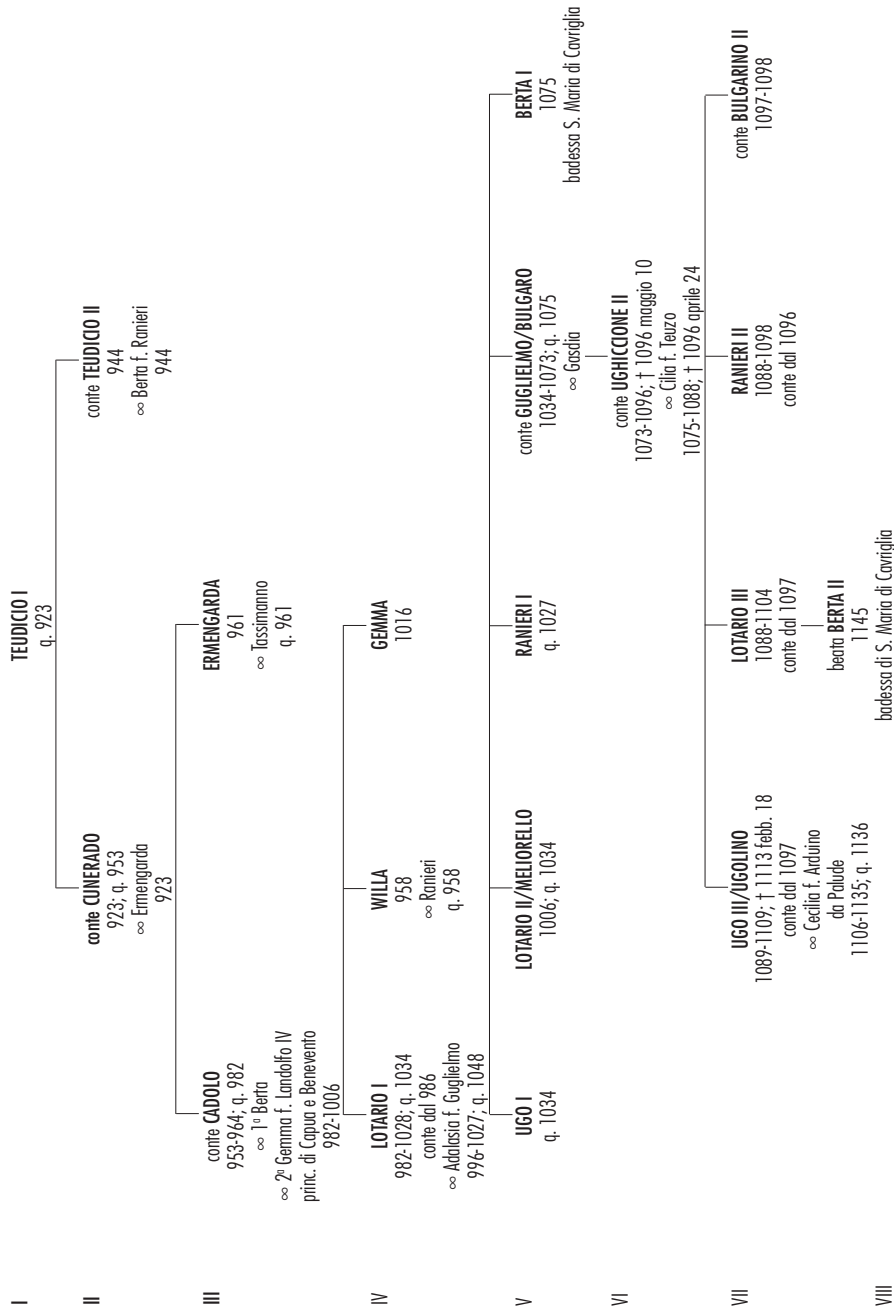 I
TEUDICIO I
q. 923
II
conte CUNERADO
923; q. 953
∞ Ermengarda
923
conte TEUDICIO II
944
∞ Berta f. Ranieri
944
III
conte CADOLO
953-964; q. 982
∞ 1ª Berta
∞ 2ª Gemma f. Landolfo IV
princ. di Capua e Benevento
982-1006
ERMENGARDA
961
∞ Tassimanno
q. 961
IV
LOTARIO I
982-1028; q. 1034
conte dal 986
∞ Adalasia f. Guglielmo
996-1027; q. 1048
WILLA
958
∞ Ranieri
q. 958
GEMMA
1016
V
UGO I
q. 1034
LOTARIO II/MELIORELLO
1006; q. 1034
RANIERI I
q. 1027
conte GUGLIELMO/BULGARO
1034-1073; q. 1075
∞ Gasdia
BERTA I
1075
badessa S. Maria di Cavriglia
VI
conte UGHICCIONE II
1073-1096; † 1096 maggio 10
∞ Cilia f. Teuzo
1075-1088; † 1096 aprile 24
VII
UGO III/UGOLINO
1089-1109; † 1113 febb. 18
conte dal 1097
∞ Cecilia f. Arduino
da Palude
1106-1135; q. 1136
LOTARIO III
1088-1104
conte dal 1097
RANIERI II
1088-1098
conte dal 1096
conte BULGARINO II
1097-1098
VIII
beata BERTA II
1145
badessa di S. Maria di Cavriglia